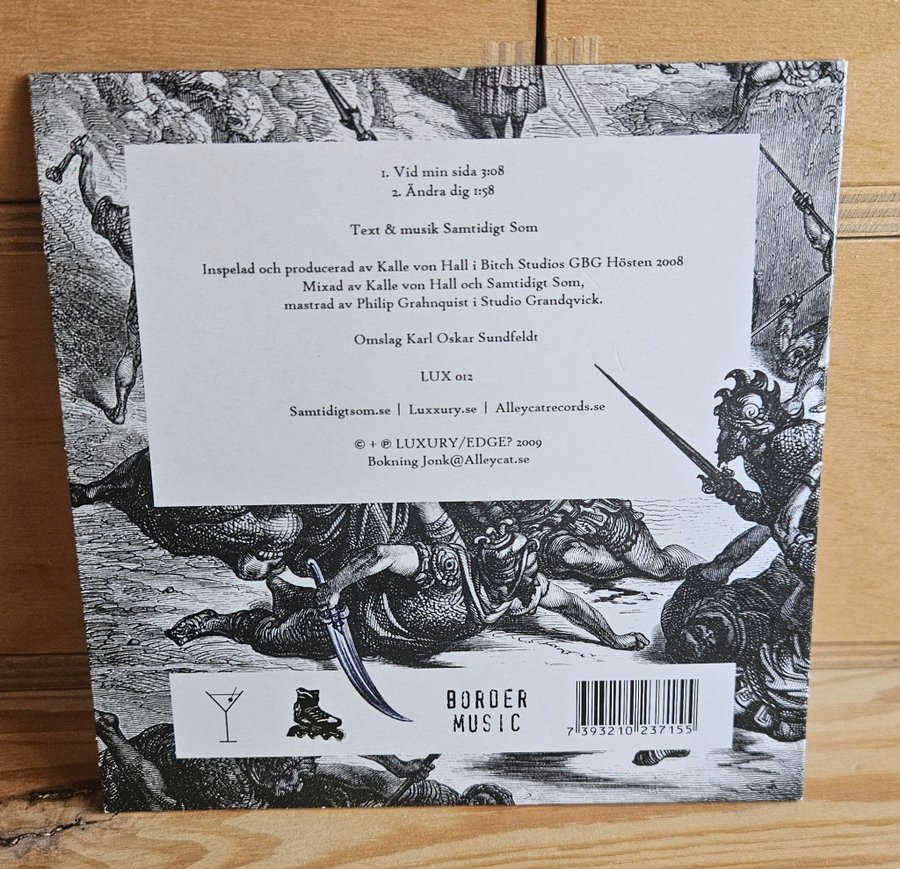 1. Vid min sida 3:08
2. Ändra dig 1:58
Text & musik Samtidigt Som
Inspelad och producerad av Kalle von Hall i Bitch Studios GBG Hösten 2008
Mixad av Kalle von Hall och Samtidigt Som,
mastrad av Philip Grahnquist i Studio Grandqvick.
Omslag Karl Oskar Sundfeldt
LUX 012
Samtidigtsom.se | Luxxury.se | Alleycatrecords.se
© + ℗ LUXURY/EDGE? 2009
Bokning Jonk@Alleycat.se
BORDER
MUSIC
7 393210 237155